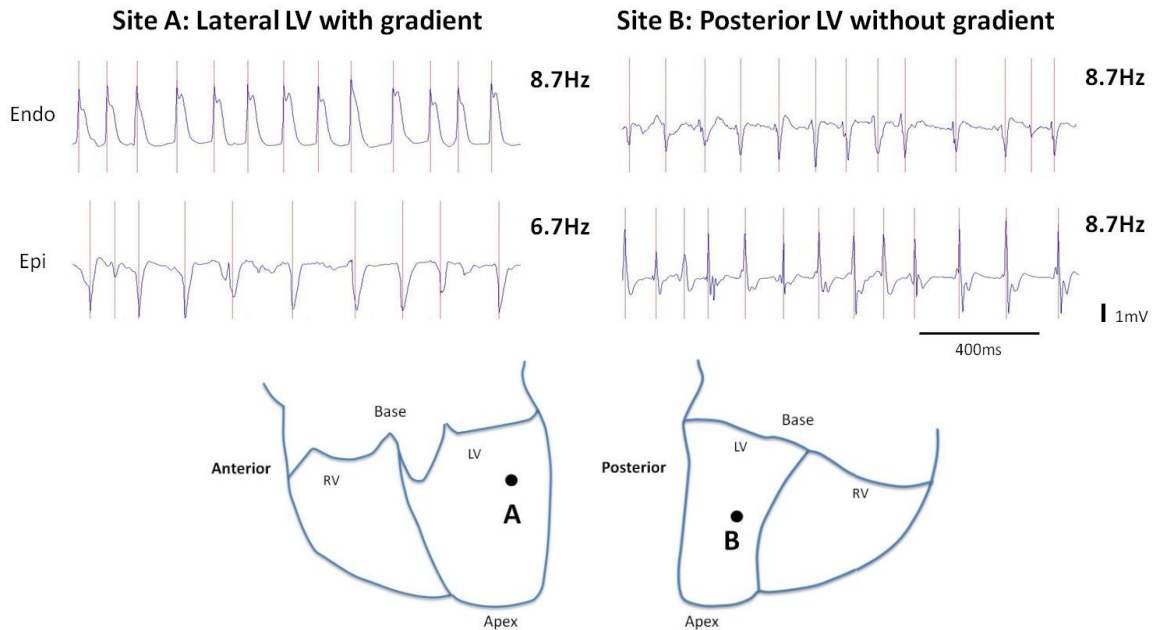 Site A: Lateral LV with gradient
Site B: Posterior LV without gradient
Endo
8.7Hz
8.7Hz
Epi
6.7Hz
8.7Hz
1mV
400ms
Base
LV
RV
Anterior
A
Apex
Base
LV
RV
Posterior
B
Apex